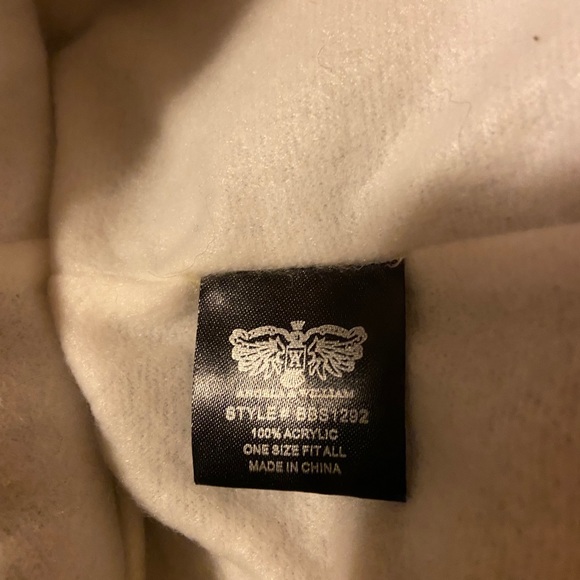 ANGELA & WILLIAM
STYLE # BBS1292
100% ACRYLIC
ONE SIZE FIT ALL
MADE IN CHINA